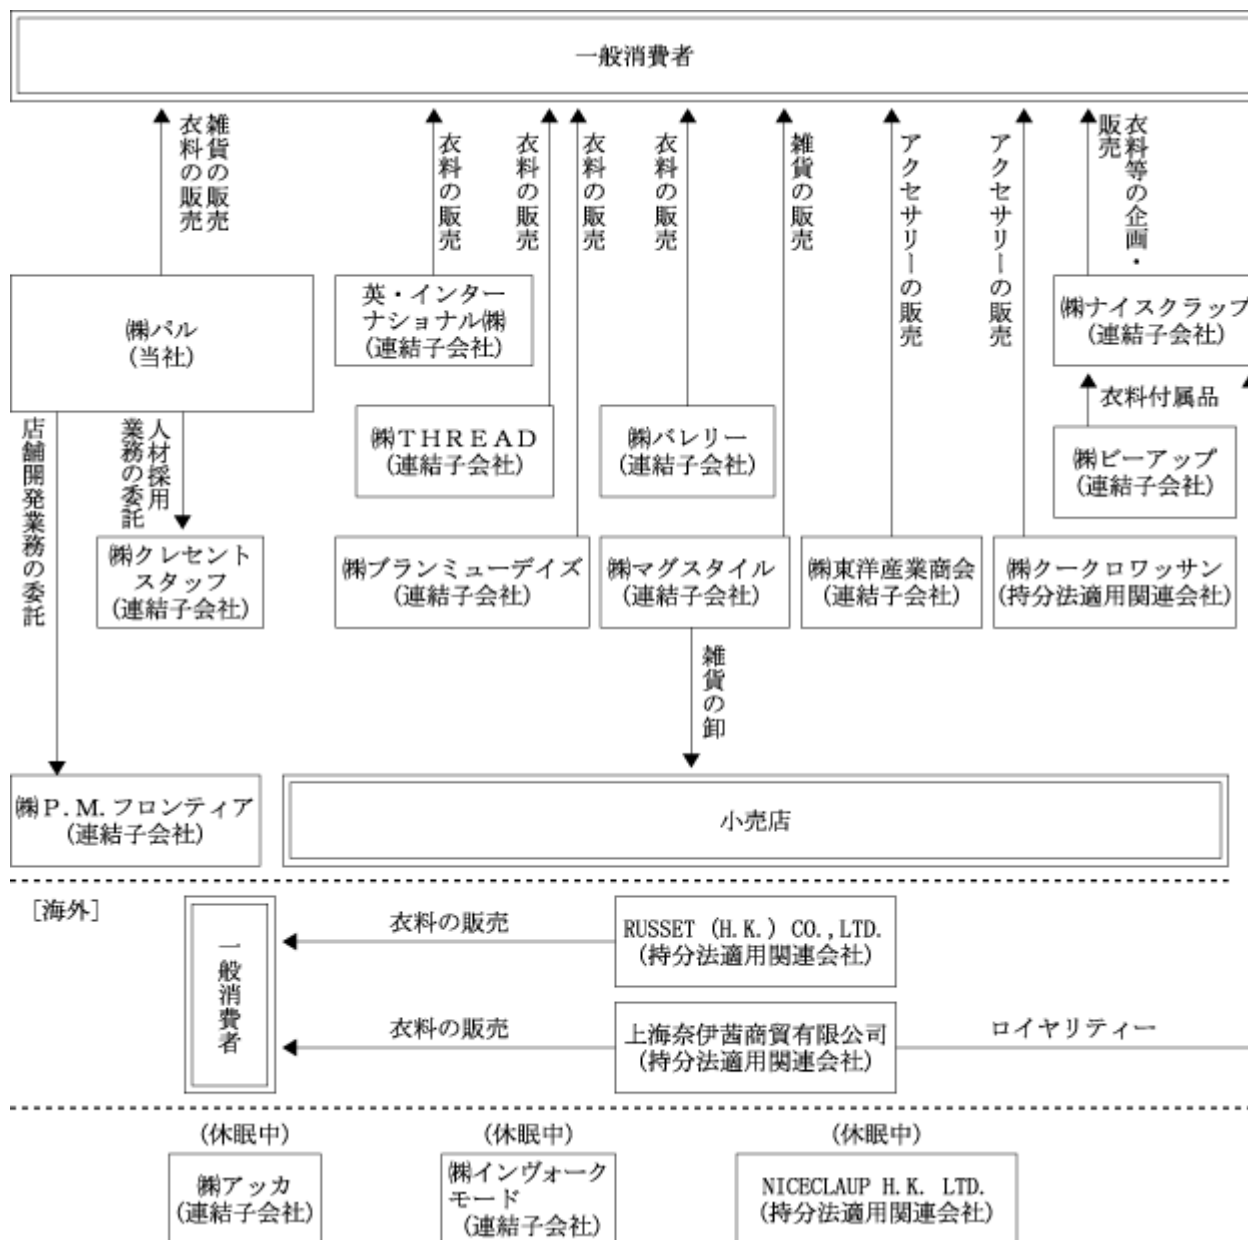 一般消費者
雑貨の販売
衣料の販売
衣料の販売
衣料の販売
衣料の販売
衣料の販売
雑貨の販売
アクセサリーの販売
アクセサリーの販売
衣料等の企画・
販売
㈱パル
(当社)
英・インター
ナショナル㈱
(連結子会社)
㈱ナイスクラップ
(連結子会社)
衣料付属品
㈱THREAD
(連結子会社)
㈱バレリー
(連結子会社)
㈱ビーアップ
(連結子会社)
店舗開発業務の委託
人材採用
業務の委託
㈱クレセント
スタッフ
(連結子会社)
㈱ブランミューデイズ
(連結子会社)
㈱マグスタイル
(連結子会社)
㈱東洋産業商会
(連結子会社)
㈱クークロワッサン
(持分法適用関連会社)
雑貨の卸
㈱P.M.フロンティア
(連結子会社)
小売店
[海外]
一般消費者
衣料の販売
RUSSET (H.K.) CO.,LTD.
(持分法適用関連会社)
衣料の販売
上海奈伊茜商貿有限公司
(持分法適用関連会社)
ロイヤリティー
(休眠中)
㈱アッカ
(連結子会社)
(休眠中)
㈱インヴォーク
モード
(連結子会社)
(休眠中)
NICECLAUP H.K. LTD.
(持分法適用関連会社)